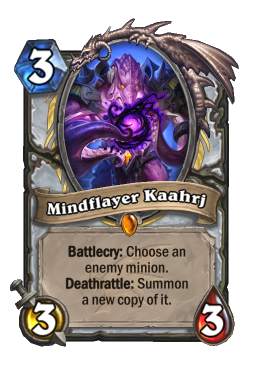 3
Mindflayer Kaahrj
Battlecry: Choose an
enemy minion.
Deathrattle: Summon
a new copy of it.
3 3